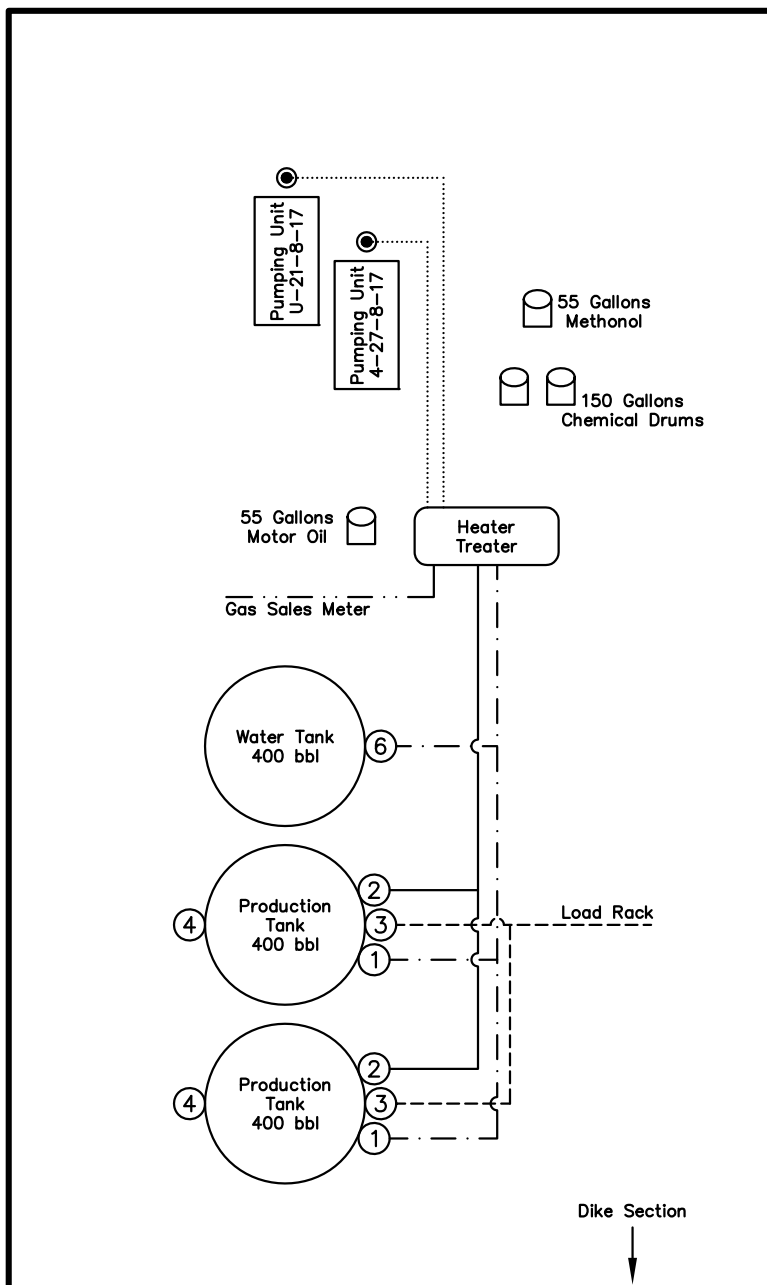 Pumping Unit
U-21-8-17
Pumping Unit
4-27-8-17
55 Gallons
Methonol
150 Gallons
Chemical Drums
55 Gallons
Motor Oil
Heater
Treater
Gas Sales Meter
Water Tank
400 bbl
6
Production
Tank
400 bbl
4
2
3
1
Load Rack
Production
Tank
400 bbl
4
2
3
1
Dike Section